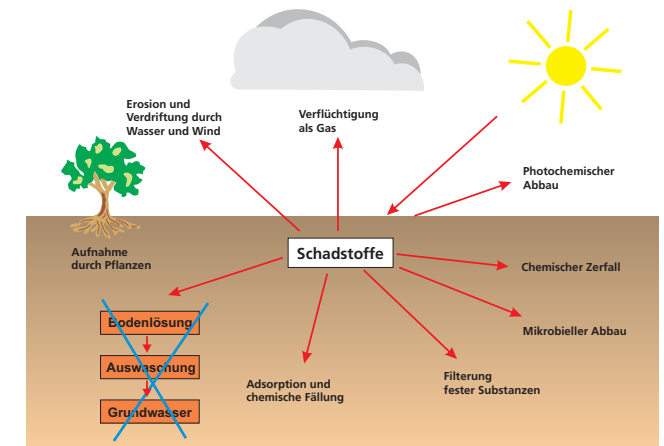 Erosion und
Verdriftung durch
Wasser und Wind
Verflüchtigung
als Gas
Photochemischer
Abbau
Aufnahme
durch Pflanzen
Schadstoffe
Chemischer Zerfall
Bodenlösung
Mikrobieller Abbau
Auswaschung
Adsorption und
chemische Fällung
Filterung
fester Substanzen
Grundwasser